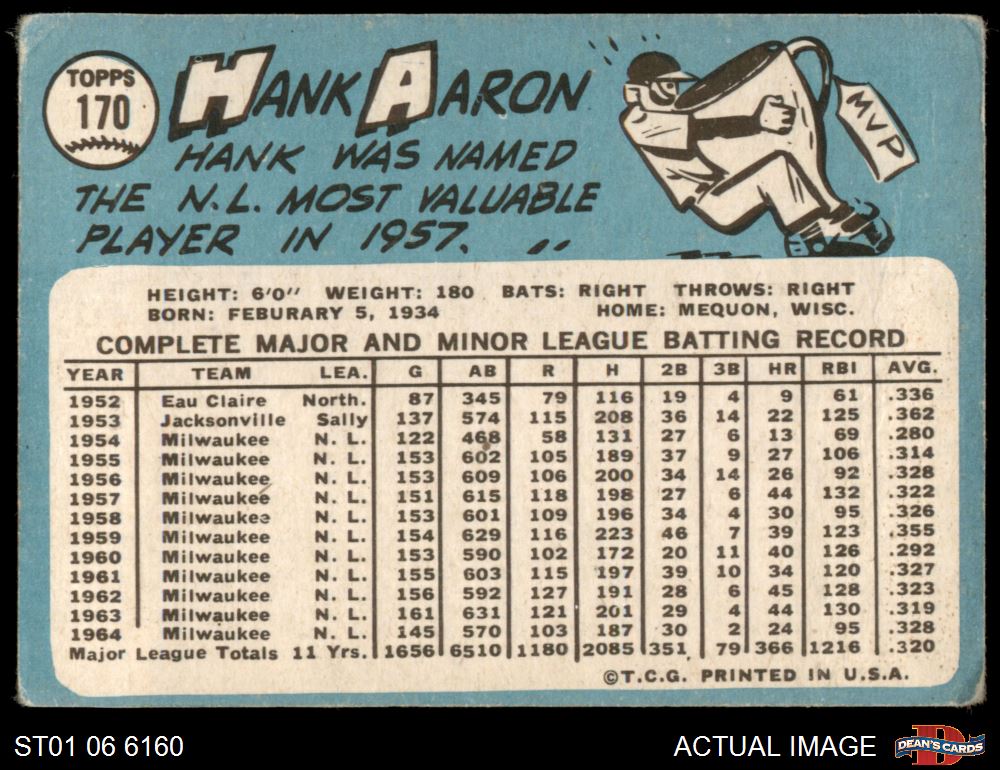 TOPPS
170
HANK AARON
HANK WAS NAMED
THE N.L. MOST VALUABLE
PLAYER IN 1957.
MVP
HEIGHT: 6'0" WEIGHT: 180 BATS: RIGHT THROWS: RIGHT
BORN: FEBURARY 5, 1934 HOME: MEQUON, WISC.
COMPLETE MAJOR AND MINOR LEAGUE BATTING RECORD
YEAR TEAM LEA. G AB R H 2B 3B HR RBI AVG.
1952 Eau Claire North. 87 345 79 116 19 4 9 61 .336
1953 Jacksonville Sally 137 574 115 208 36 14 22 125 .362
1954 Milwaukee N. L. 122 468 58 131 27 6 13 69 .280
1955 Milwaukee N. L. 153 602 105 189 37 9 27 106 .314
1956 Milwaukee N. L. 153 609 106 200 34 14 26 92 .328
1957 Milwaukee N. L. 151 615 118 198 27 6 44 132 .322
1958 Milwaukee N. L. 153 601 109 196 34 4 30 95 .326
1959 Milwaukee N. L. 154 629 116 223 46 7 39 123 .355
1960 Milwaukee N. L. 153 590 102 172 20 11 40 126 .292
1961 Milwaukee N. L. 155 603 115 197 39 10 34 120 .327
1962 Milwaukee N. L. 156 592 127 191 28 6 45 128 .323
1963 Milwaukee N. L. 161 631 121 201 29 4 44 130 .319
1964 Milwaukee N. L. 145 570 103 187 30 2 24 95 .328
Major League Totals 11 Yrs. 1656 6510 1180 2085 351 79 366 1216 .320
©T.C.G. PRINTED IN U.S.A.
ST01 06 6160
ACTUAL IMAGE
D
DEAN'S CARDS